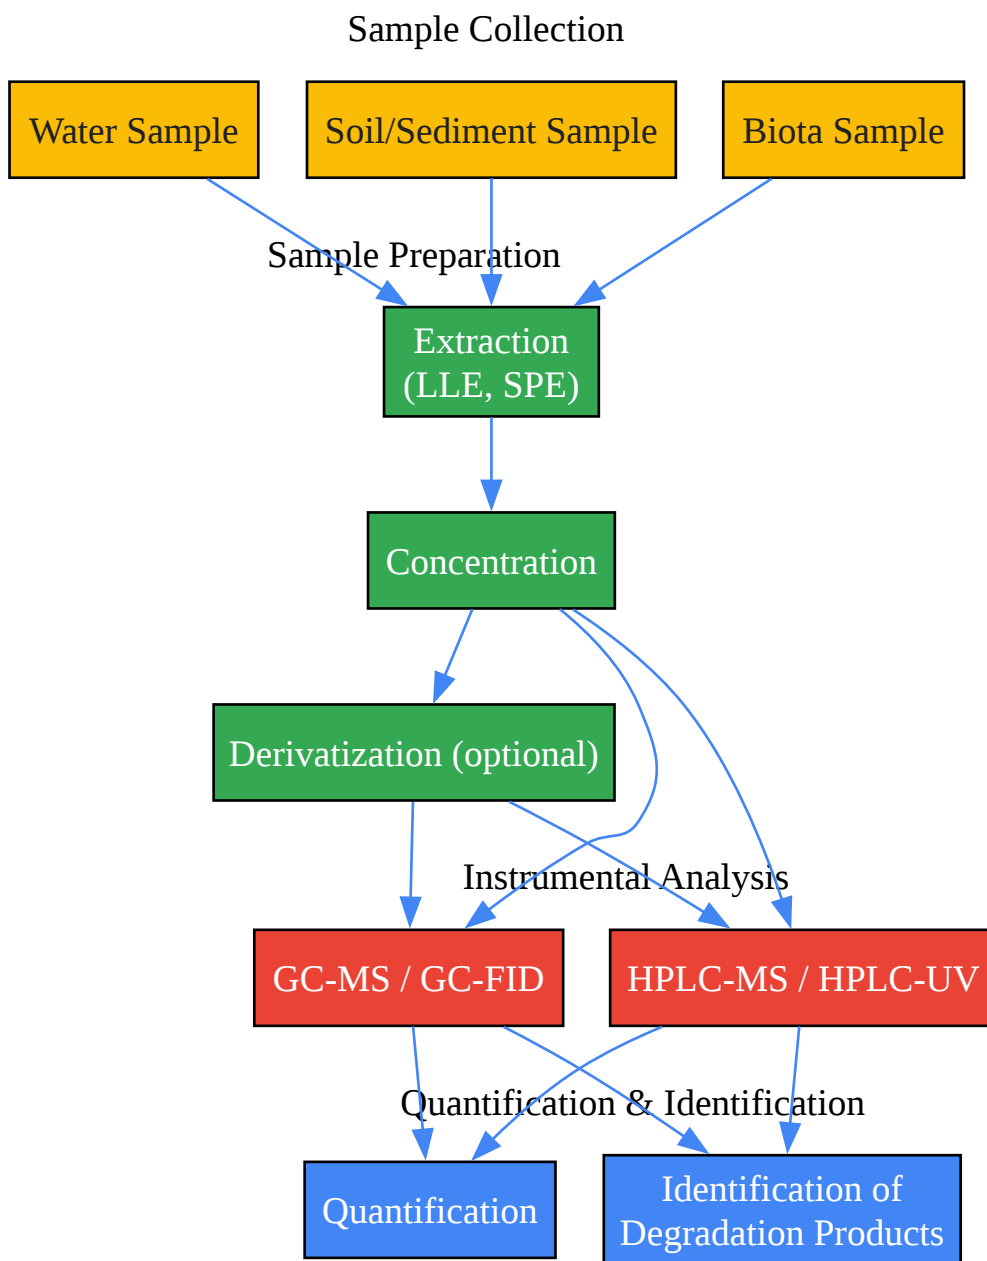 Sample Collection
Water Sample
Soil/Sediment Sample
Biota Sample
Sample Preparation
Extraction
(LLE, SPE)
Concentration
Derivatization (optional)
Instrumental Analysis
GC-MS / GC-FID
HPLC-MS / HPLC-UV
Quantification & Identification
Quantification
Identification of
Degradation Products